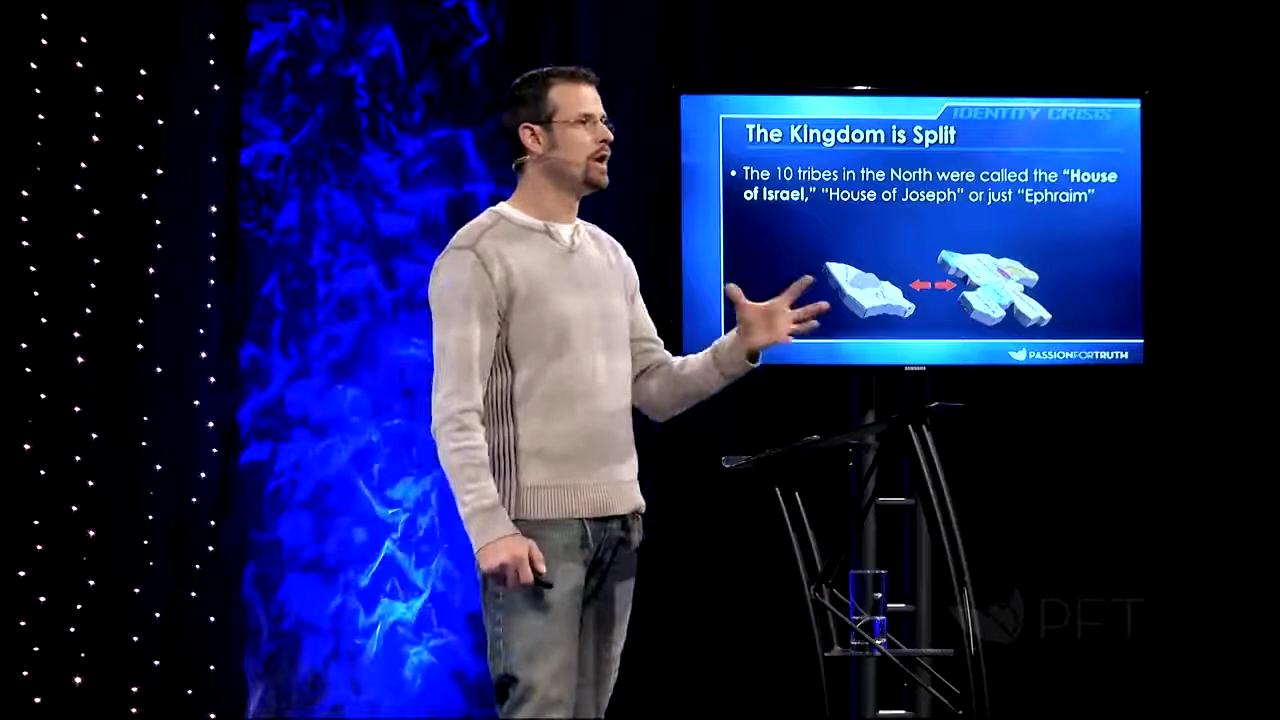 IDENTITY CRISIS
The Kingdom is Split
• The 10 tribes in the North were called the “House
of Israel,” “House of Joseph” or just “Ephraim”
PASSIONFORTRUTH
SAMSUNG
PFT